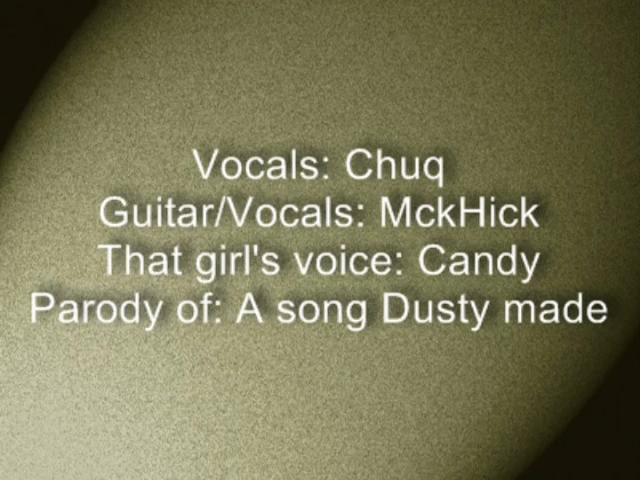 Vocals: Chuq
Guitar/Vocals: MckHick
That girl's voice: Candy
Parody of: A song Dusty made